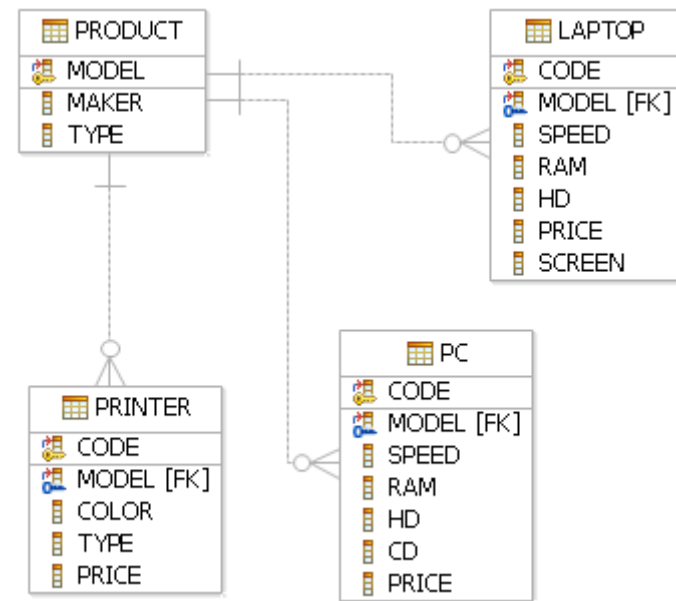 PRODUCT
MODEL
MAKER
TYPE
LAPTOP
CODE
MODEL [FK]
SPEED
RAM
HD
PRICE
SCREEN
PRINTER
CODE
MODEL [FK]
COLOR
TYPE
PRICE
PC
CODE
MODEL [FK]
SPEED
RAM
HD
CD
PRICE